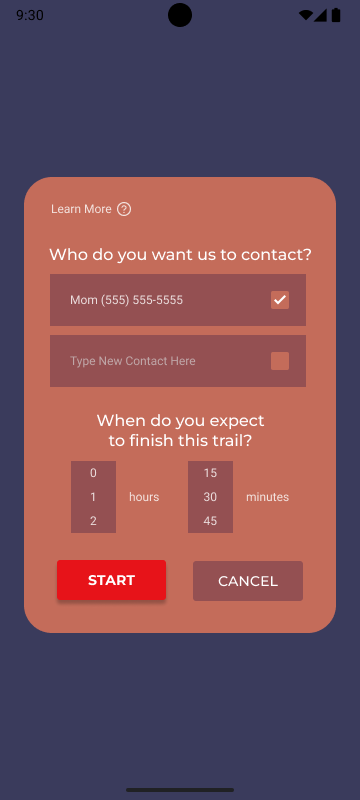 9:30
Learn More ?
Who do you want us to contact?
Mom (555) 555-5555
Type New Contact Here
When do you expect
to finish this trail?
0 15
1 hours 30 minutes
2 45
START CANCEL